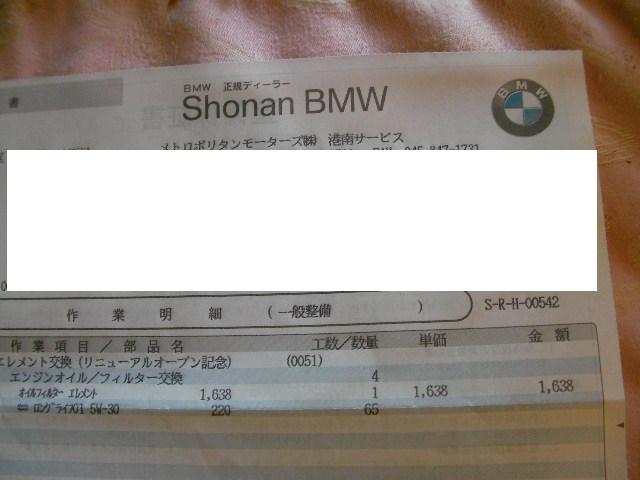 BMW 正規ディーラー
書
Shonan BMW
BMW
メトロポリタンモーターズ㈱ 港南サービス
045-847-1731
作業明細 (一般整備 ) S-R-H-00542
作業項目/部品名 工数/数量 単価 金額
エレメント交換(リニューアルオープン記念) (0051)
エンジンオイル/フィルター交換 4
オイルフィルター エレメント 1,638 1 1,638 1,638
ロングライフ01 5W-30 220 65